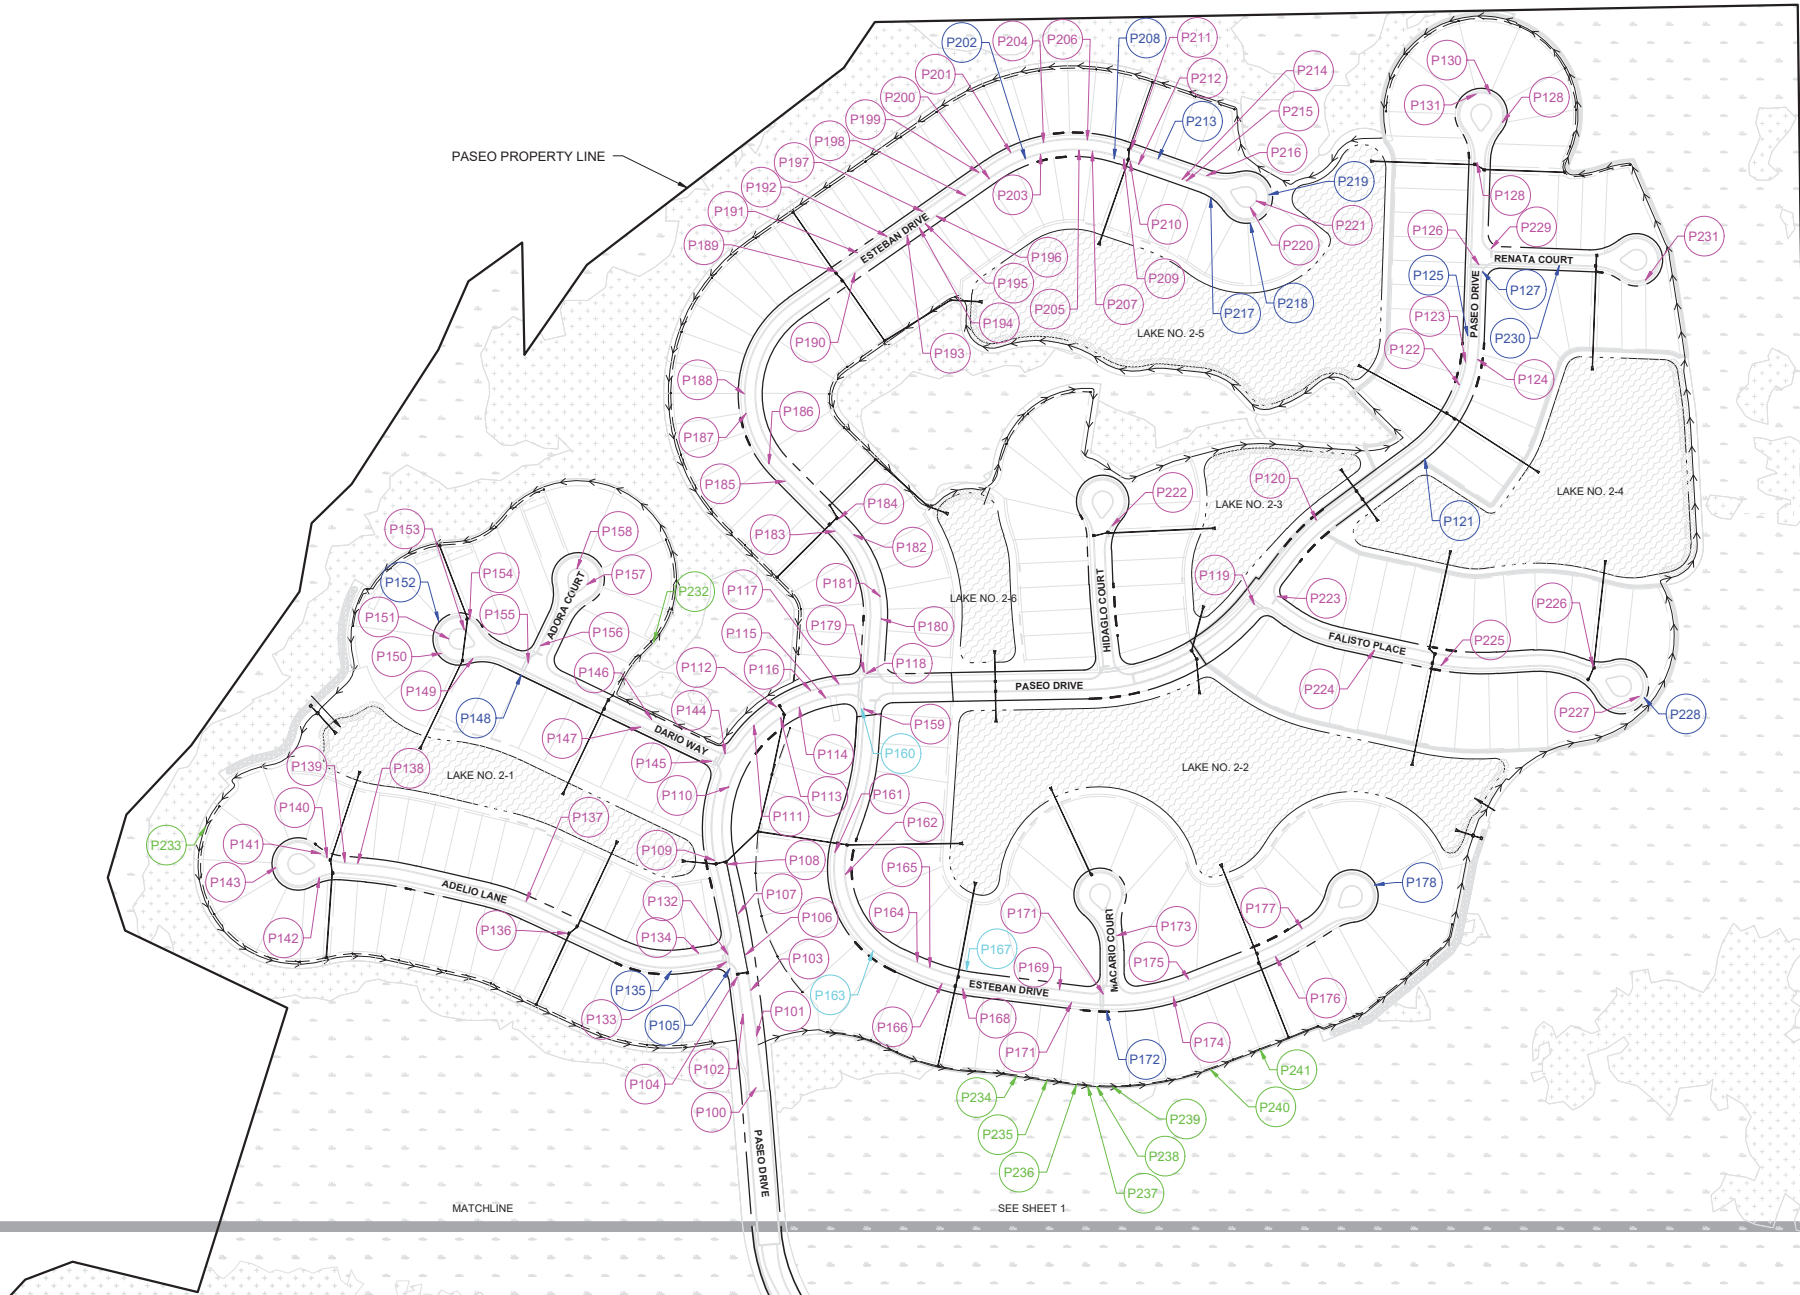 P202
P204
P206
P208
P211
P130
P201
P212
P214
P200
P131
P128
P199
P215
P213
P198
PASEO PROPERTY LINE
P197
P216
P192
P203
P219
P128
P191
P210
P221
P189
ESTEBAN DRIVE
P196
P220
P126
P229
P231
RENATA COURT
P209
P195
P125
P127
P205
P207
P217
P218
P194
P123
PASEO DRIVE
P190
P193
LAKE NO. 2-5
P230
P122
P188
P124
P186
P187
P185
P120
P222
LAKE NO. 2-3
LAKE NO. 2-4
P184
P121
P153
P158
P183
P182
P154
P157
P152
P181
P119
P232
P117
LAKE NO. 2-6
P151
P155
ADORA COURT
P223
P226
P156
P115
P179
P180
HIDAGLO COURT
P150
FALISTO PLACE
P225
P146
P112
P116
P118
P149
PASEO DRIVE
P224
P148
P144
P159
P227
P228
P147
DARIO WAY
P114
P160
P145
P139
P138
LAKE NO. 2-1
LAKE NO. 2-2
P110
P113
P140
P137
P111
P161
P162
P233
P141
P109
P108
P143
P165
P178
ADELIO LANE
P107
P132
P106
P164
P171
P177
P142
P136
P134
MACARIO COURT
P173
P103
P167
P169
P175
P135
P163
ESTEBAN DRIVE
P176
P133
P101
P105
P166
P168
P171
P174
P172
P102
P241
P104
P234
P240
P100
P239
P235
P238
P236
PASEO DRIVE
P237
MATCHLINE
SEE SHEET 1